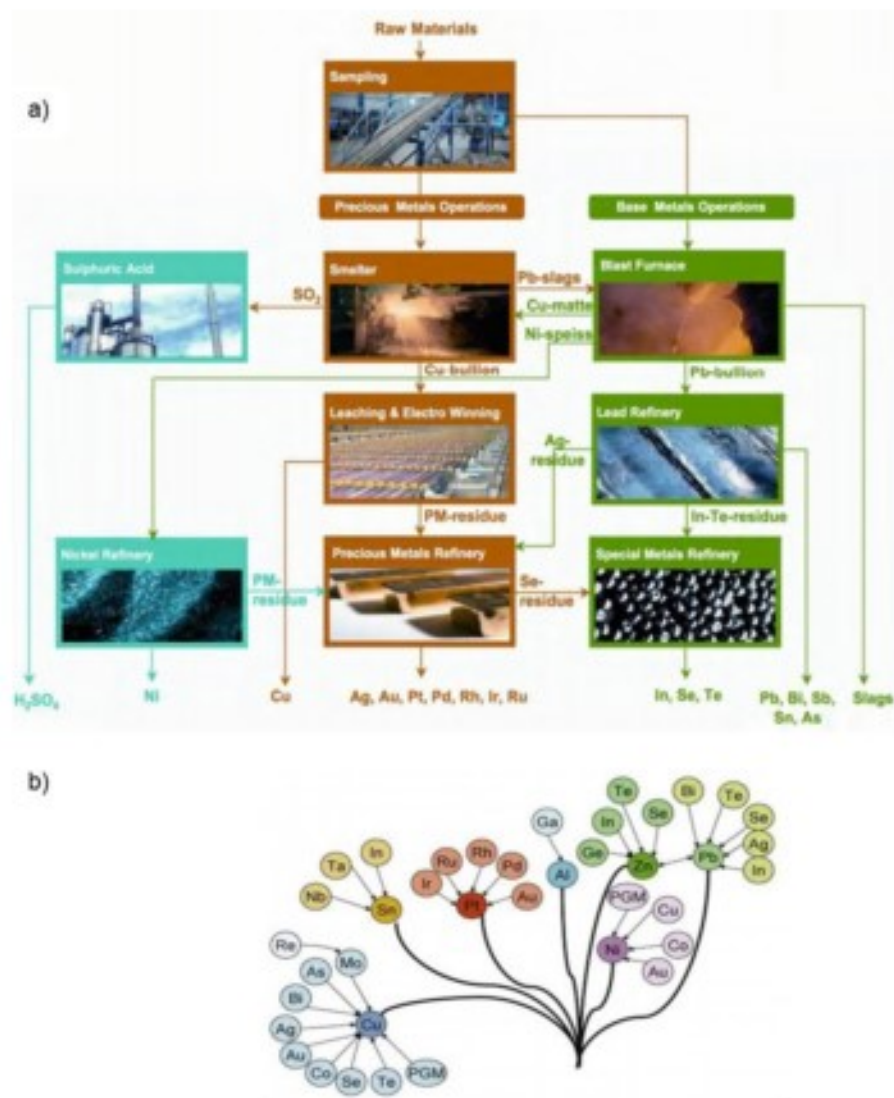 a)
Raw Materials
Sampling
Precious Metals Operations
Base Metals Operations
Sulphuric Acid
Smelter
Blast Furnace
SO2
Pb-slags
Cu-matte
Ni-speiss
Cu-bullion
Pb-bullion
Leaching & Electro Winning
Lead Refinery
Ag-
residue
PM-residue
In-Te-residue
Nickel Refinery
Precious Metals Refinery
Special Metals Refinery
PM-
residue
Se-
residue
H2SO4
Ni
Cu
Ag, Au, Pt, Pd, Rh, Ir, Ru
In, Se, Te
Pb, Bi, Sb,
Sn, As
Slags
b)
Te
Bi
Te
Ga
In
Se
Se
Ag
In
Ge
Zn
Pb
In
Ta
Nb
Sn
Ru
Rh
Pd
Ir
Pt
Au
Al
PGM
Cu
Ni
Co
Au
Re
Mo
As
Bi
Ag
Cu
Au
Co
Se
Te
PGM